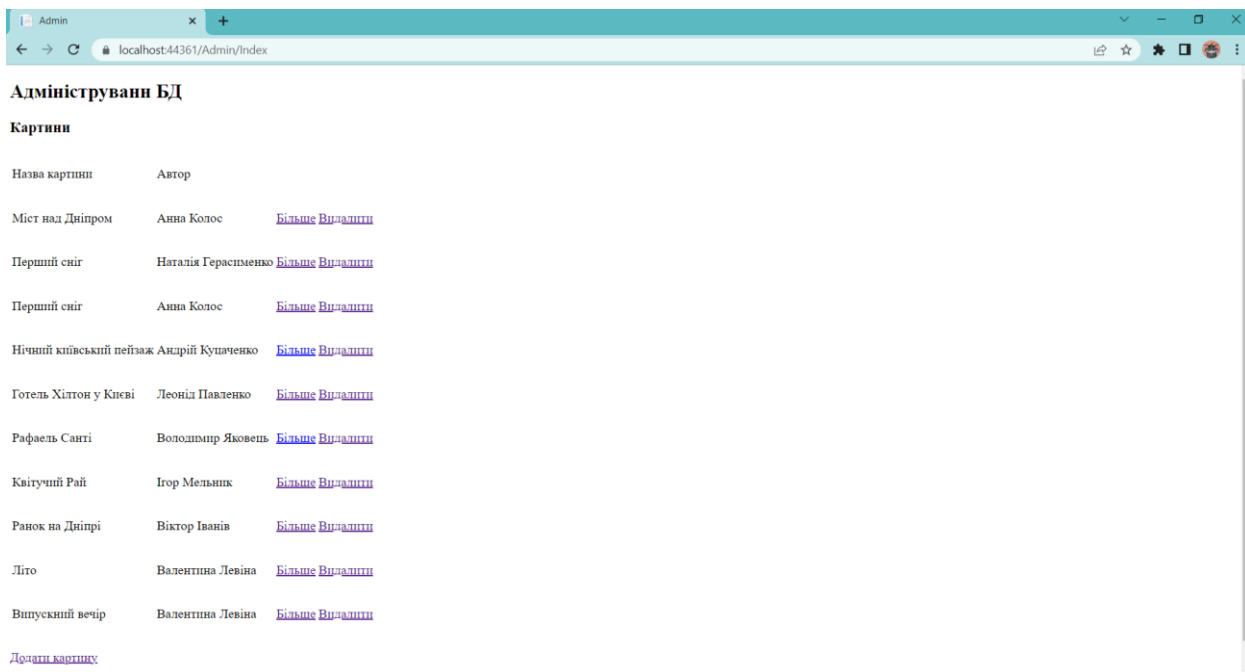 Admin
localhost:44361/Admin/Index
Адмініструванн БД
Картини
Назва картини Автор
Міст над Дніпром Анна Колос Більше Видалити
Перший сніг Наталія Герасименко Більше Видалити
Перший сніг Анна Колос Більше Видалити
Нічний київський пейзаж Андрій Куцаченко Більше Видалити
Готель Хілтон у Києві Леонід Павленко Більше Видалити
Рафаель Санті Володимир Яковець Більше Видалити
Квітучий Рай Ігор Мельник Більше Видалити
Ранок на Дніпрі Віктор Іванів Більше Видалити
Літо Валентина Левіна Більше Видалити
Випускний вечір Валентина Левіна Більше Видалити
Додати картину